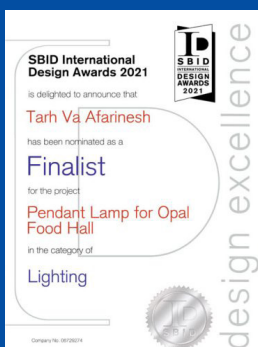 SBID International
Design Awards 2021
is delighted to announce that
Tarh Va Afarinesh
has been nominated as a
Finalist
for the project
Pendant Lamp for Opal
Food Hall
in the category of
Lighting
SBID
INTERNATIONAL
DESIGN
AWARDS
2021
design excellence